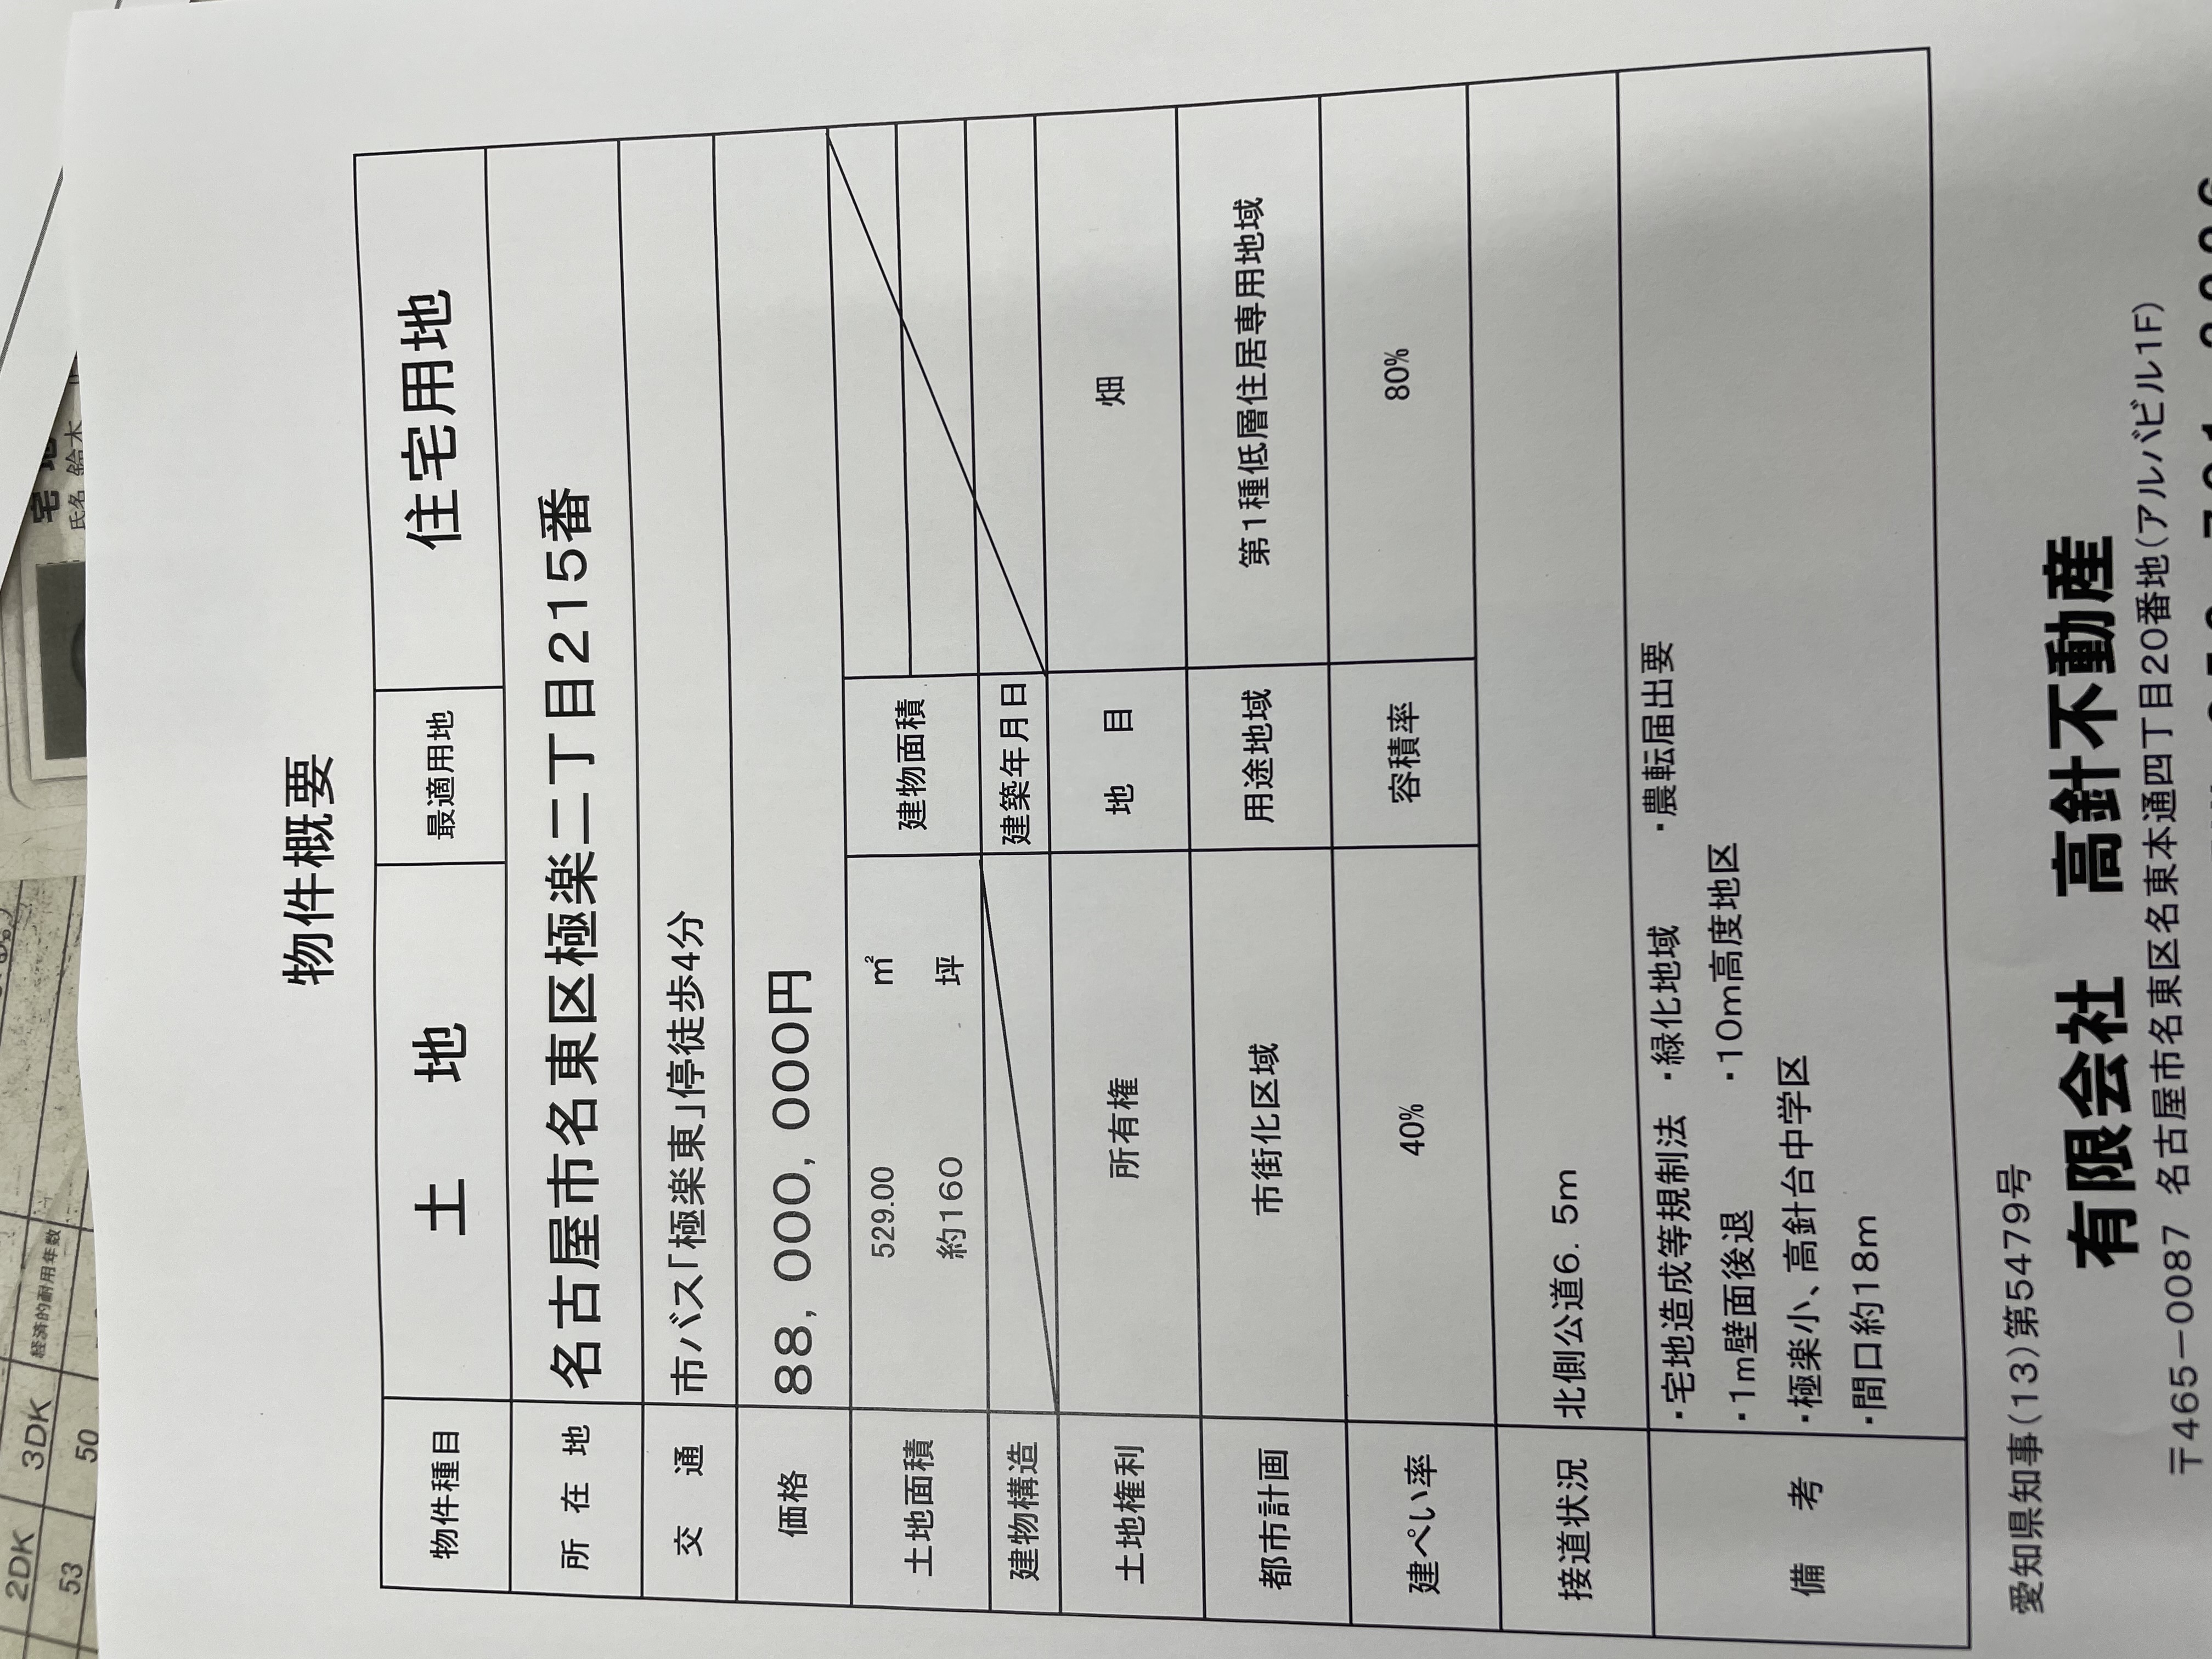 2DK 3DK 経済的耐用年数
53 50
氏名 鈴木
物件概要
物件種目 土 地 最適用地 住宅用地
所 在 地 名古屋市名東区極楽二丁目215番
交 通 市バス「極楽東」停徒歩4分
価格 88,000,000円
土地面積 529.00 ㎡ 建物面積
約160 坪
建物構造 建築年月日
土地権利 所有権 地 目 畑
都市計画 市街化区域 用途地域 第1種低層住居専用地域
建ぺい率 40% 容積率 80%
接道状況 北側公道6.5m
備 考
・宅地造成等規制法 ・緑化地域 ・農転届出要
・1m壁面後退 ・10m高度地区
・極楽小、高針台中学区
・間口約18m
愛知県知事(13)第5479号
有限会社 高針不動産
〒465-0087 名古屋市名東区名東本通四丁目20番地(アルバビル1F)